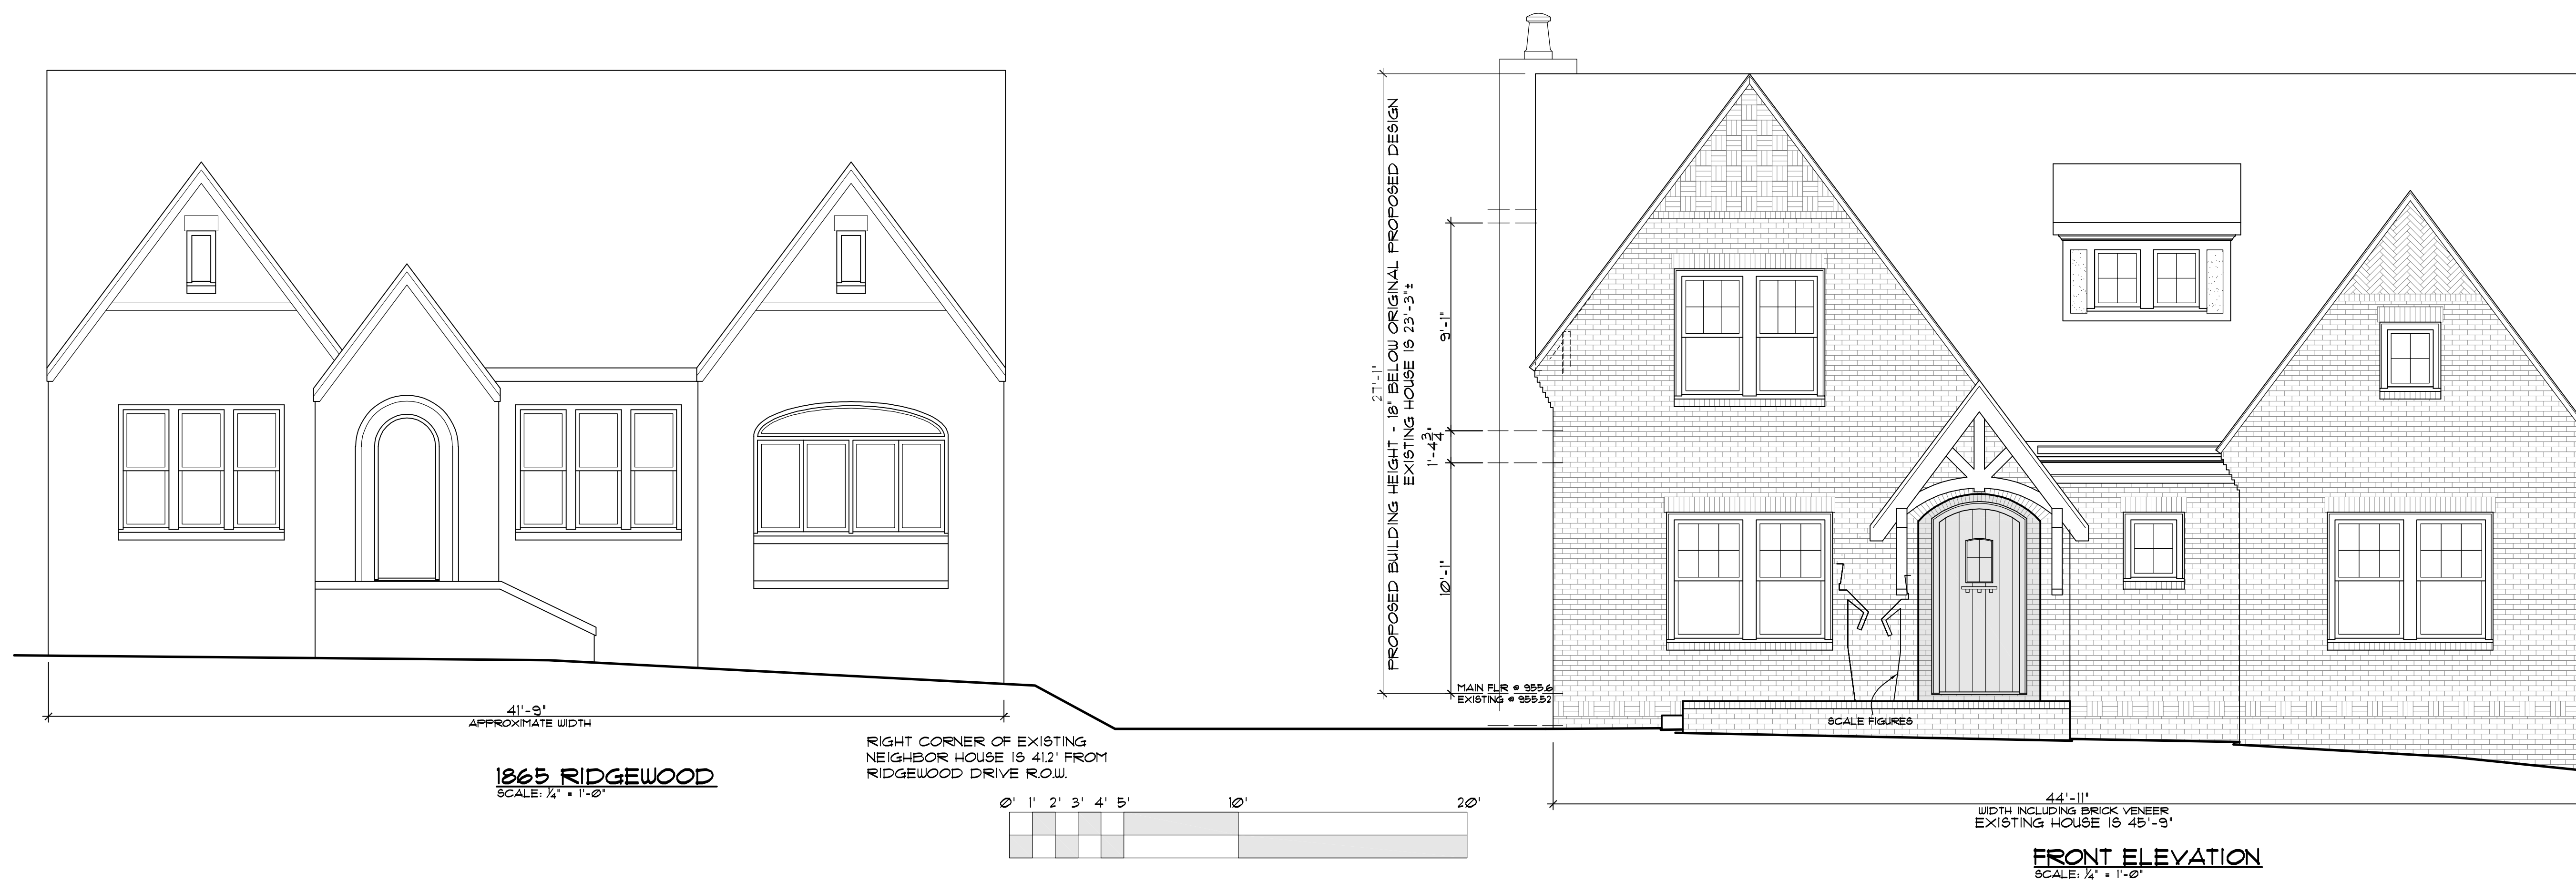 41'-9"
APPROXIMATE WIDTH
1865 RIDGEWOOD
SCALE: ¼" = 1'-0"
RIGHT CORNER OF EXISTING
NEIGHBOR HOUSE IS 41.2' FROM
RIDGEWOOD DRIVE R.O.W.
0' 1' 2' 3' 4' 5' 10' 20'
27'-1"
PROPOSED BUILDING HEIGHT - 18" BELOW ORIGINAL PROPOSED DESIGN
EXISTING HOUSE IS 23'-3"±
9'-1"
1'-4¾"
10'-1"
MAIN FLR @ 955.6
EXISTING @ 955.52
SCALE FIGURES
44'-11"
WIDTH INCLUDING BRICK VENEER
EXISTING HOUSE IS 45'-9"
FRONT ELEVATION
SCALE: ¼" = 1'-0"